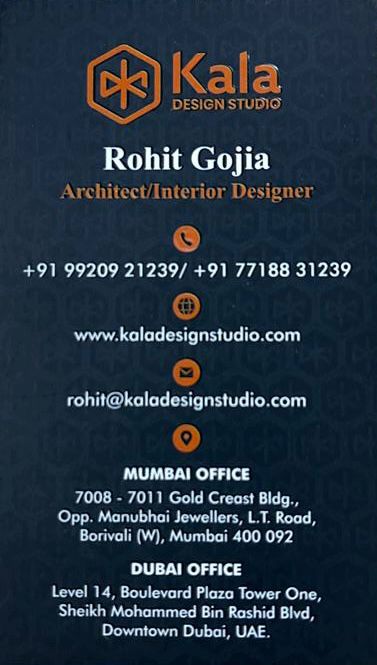 Kala
DESIGN STUDIO
Rohit Gojia
Architect/Interior Designer
+91 99209 21239/ +91 77188 31239
www.kaladesignstudio.com
rohit@kaladesignstudio.com
MUMBAI OFFICE
7008 - 7011 Gold Creast Bldg.,
Opp. Manubhai Jewellers, L.T. Road,
Borivali (W), Mumbai 400 092
DUBAI OFFICE
Level 14, Boulevard Plaza Tower One,
Sheikh Mohammed Bin Rashid Blvd,
Downtown Dubai, UAE.